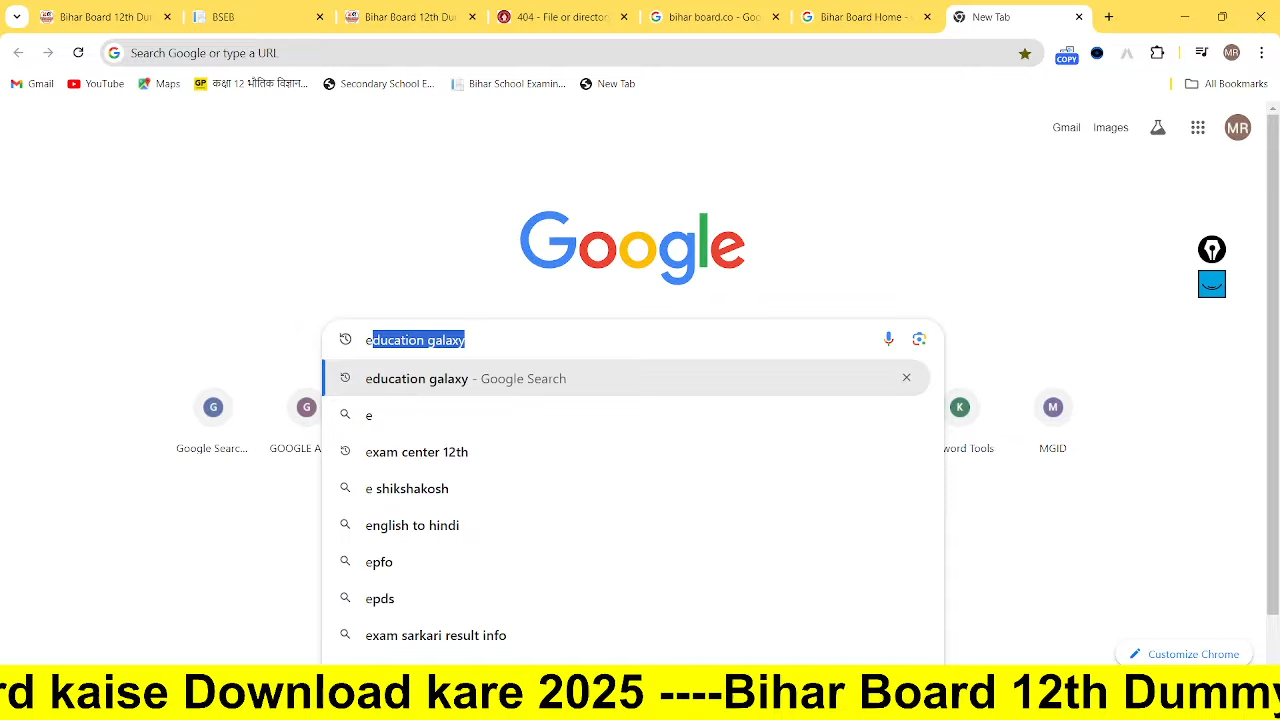 Bihar Board 12th Dum
BSEB
Bihar Board 12th Du
404 - File or director
bihar board.co - Goo
Bihar Board Home -
New Tab
Search Google or type a URL
COPY
MR
Gmail
YouTube
Maps
GP
कक्षा 12 भौतिक विज्ञान...
Secondary School E...
Bihar School Examin...
New Tab
All Bookmarks
Gmail
Images
MR
Google
education galaxy
education galaxy - Google Search
e
exam center 12th
e shikshakosh
english to hindi
epfo
epds
exam sarkari result info
G
G
K
M
Google Searc...
GOOGLE A
word Tools
MGID
Customize Chrome
rd kaise Download kare 2025 ----Bihar Board 12th Dummy